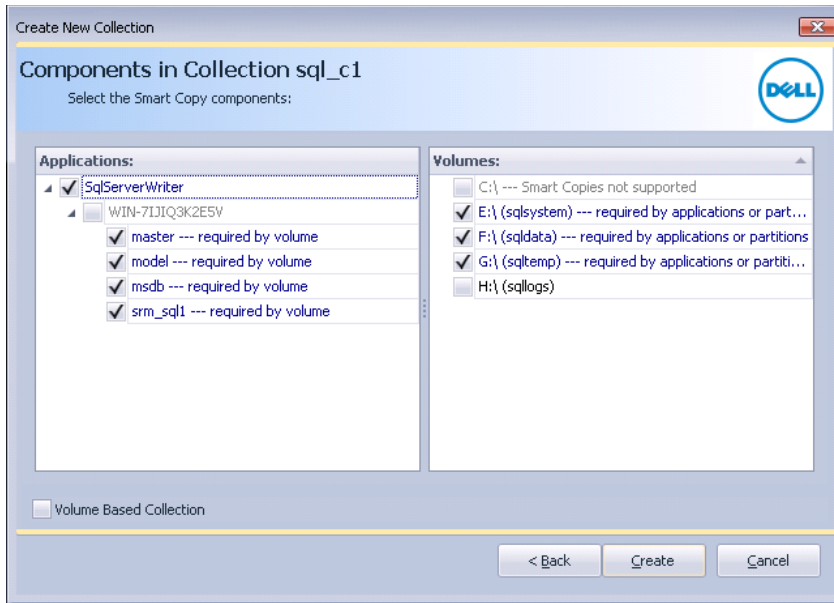 Create New Collection
Components in Collection sql_c1
Select the Smart Copy components:
DELL
Applications:
SqlServerWriter
WIN-7IJIQ3K2E5V
master --- required by volume
model --- required by volume
msdb --- required by volume
srm_sql1 --- required by volume
Volumes:
C:\ --- Smart Copies not supported
E:\ (sqlsystem) --- required by applications or part...
F:\ (sqldata) --- required by applications or partitions
G:\ (sqltemp) --- required by applications or partiti...
H:\ (sqllogs)
Volume Based Collection
< Back
Create
Cancel